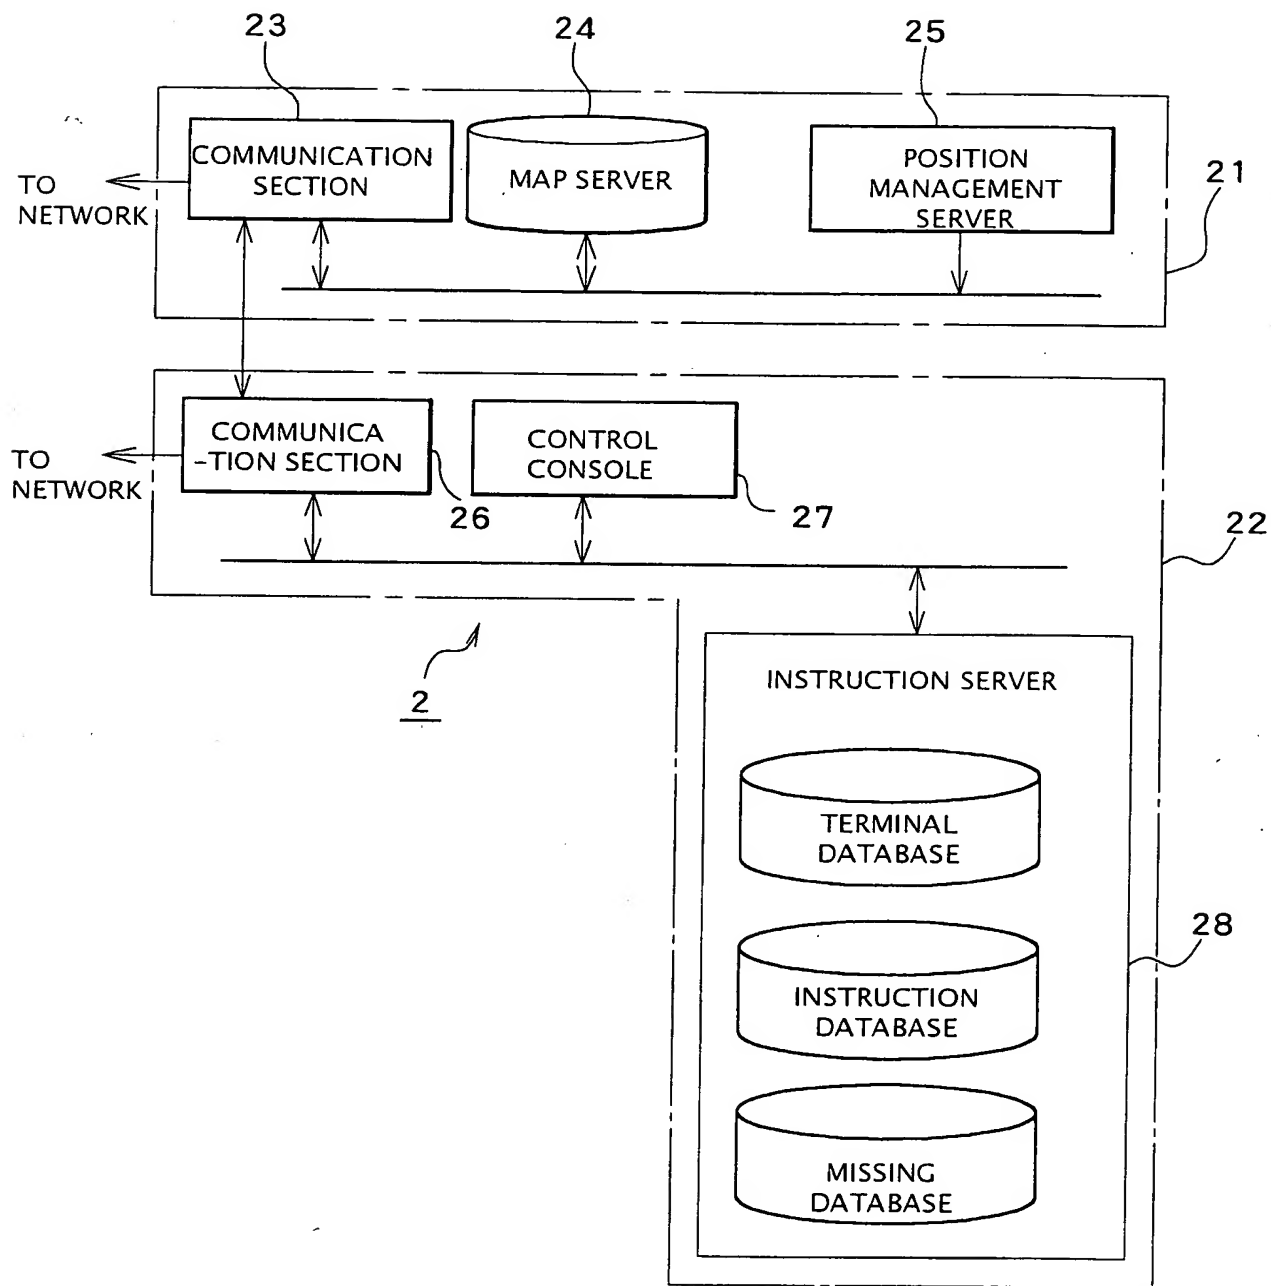 23
24
25
COMMUNICATION
SECTION
MAP SERVER
POSITION
MANAGEMENT
SERVER
TO
NETWORK
21
COMMUNICA
-TION SECTION
CONTROL
CONSOLE
TO
NETWORK
26
27
22
2
INSTRUCTION SERVER
TERMINAL
DATABASE
28
INSTRUCTION
DATABASE
MISSING
DATABASE